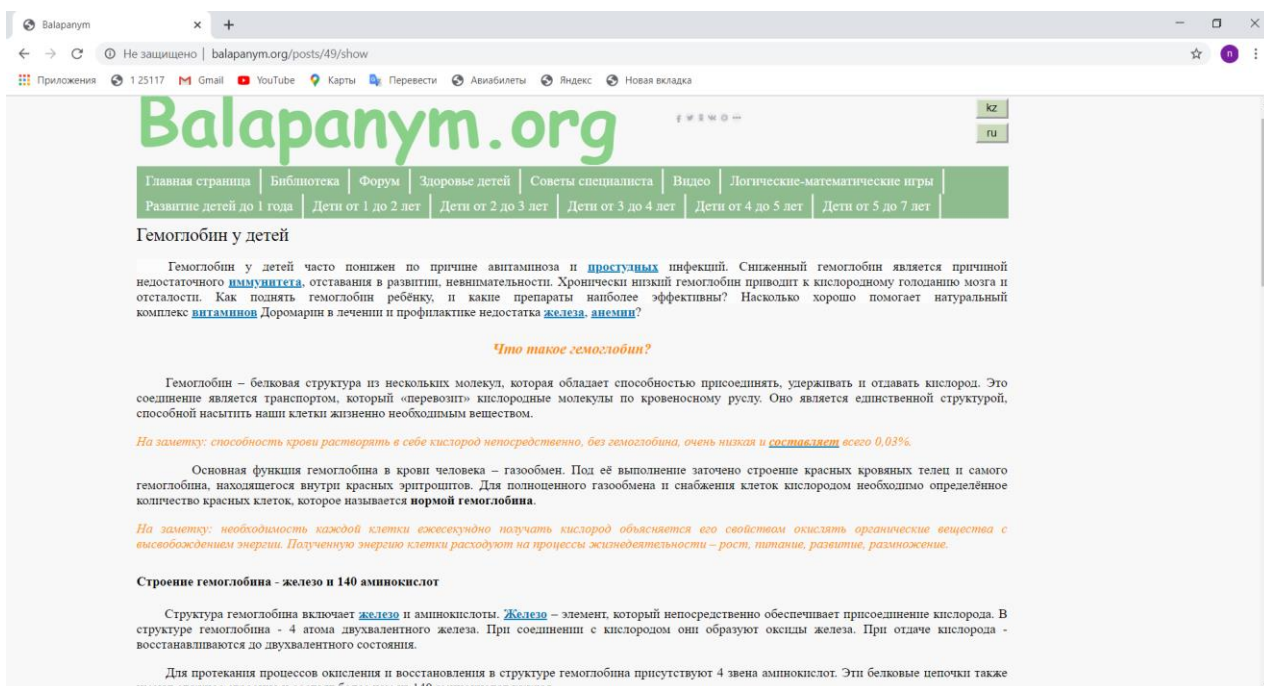 Balapanym
Не защищено | balapanym.org/posts/49/show
Приложения 1 25117 Gmail YouTube Карты Перевести Авиабилеты Яндекс Новая вкладка
Balapanym.org
kz
ru
Главная страница Библиотека Форум Здоровье детей Советы специалиста Видео Логические-математические игры
Развитие детей до 1 года Дети от 1 до 2 лет Дети от 2 до 3 лет Дети от 3 до 4 лет Дети от 4 до 5 лет Дети от 5 до 7 лет
Гемоглобин у детей
Гемоглобин у детей часто понижен по причине авитаминоза и простудных инфекций. Сниженный гемоглобин является причиной
недостаточного иммунитета, отставания в развитии, невнимательности. Хронически низкий гемоглобин приводит к кислородному голоданию мозга и
отсталости. Как поднять гемоглобин ребёнку, и какие препараты наиболее эффективны? Насколько хорошо помогает натуральный
комплекс витаминов Доромарин в лечении и профилактике недостатка железа, анемии?
Что такое гемоглобин?
Гемоглобин – белковая структура из нескольких молекул, которая обладает способностью присоединять, удерживать и отдавать кислород. Это
соединение является транспортом, который «перевозит» кислородные молекулы по кровеносному руслу. Оно является единственной структурой,
способной насытить наши клетки жизненно необходимым веществом.
На заметку: способность крови растворять в себе кислород непосредственно, без гемоглобина, очень низкая и составляет всего 0,03%.
Основная функция гемоглобина в крови человека – газообмен. Под её выполнение заточено строение красных кровяных телец и самого
гемоглобина, находящегося внутри красных эритроцитов. Для полноценного газообмена и снабжения клеток кислородом необходимо определённое
количество красных клеток, которое называется нормой гемоглобина.
На заметку: необходимость каждой клетки ежесекундно получать кислород объясняется его свойством окислять органические вещества с
высвобождением энергии. Полученную энергию клетки расходуют на процессы жизнедеятельности – рост, питание, развитие, размножение.
Строение гемоглобина - железо и 140 аминокислот
Структура гемоглобина включает железо и аминокислоты. Железо – элемент, который непосредственно обеспечивает присоединение кислорода. В
структуре гемоглобина - 4 атома двухвалентного железа. При соединении с кислородом они образуют оксиды железа. При отдаче кислорода -
восстанавливаются до двухвалентного состояния.
Для протекания процессов окисления и восстановления в структуре гемоглобина присутствуют 4 звена аминокислот. Эти белковые цепочки также